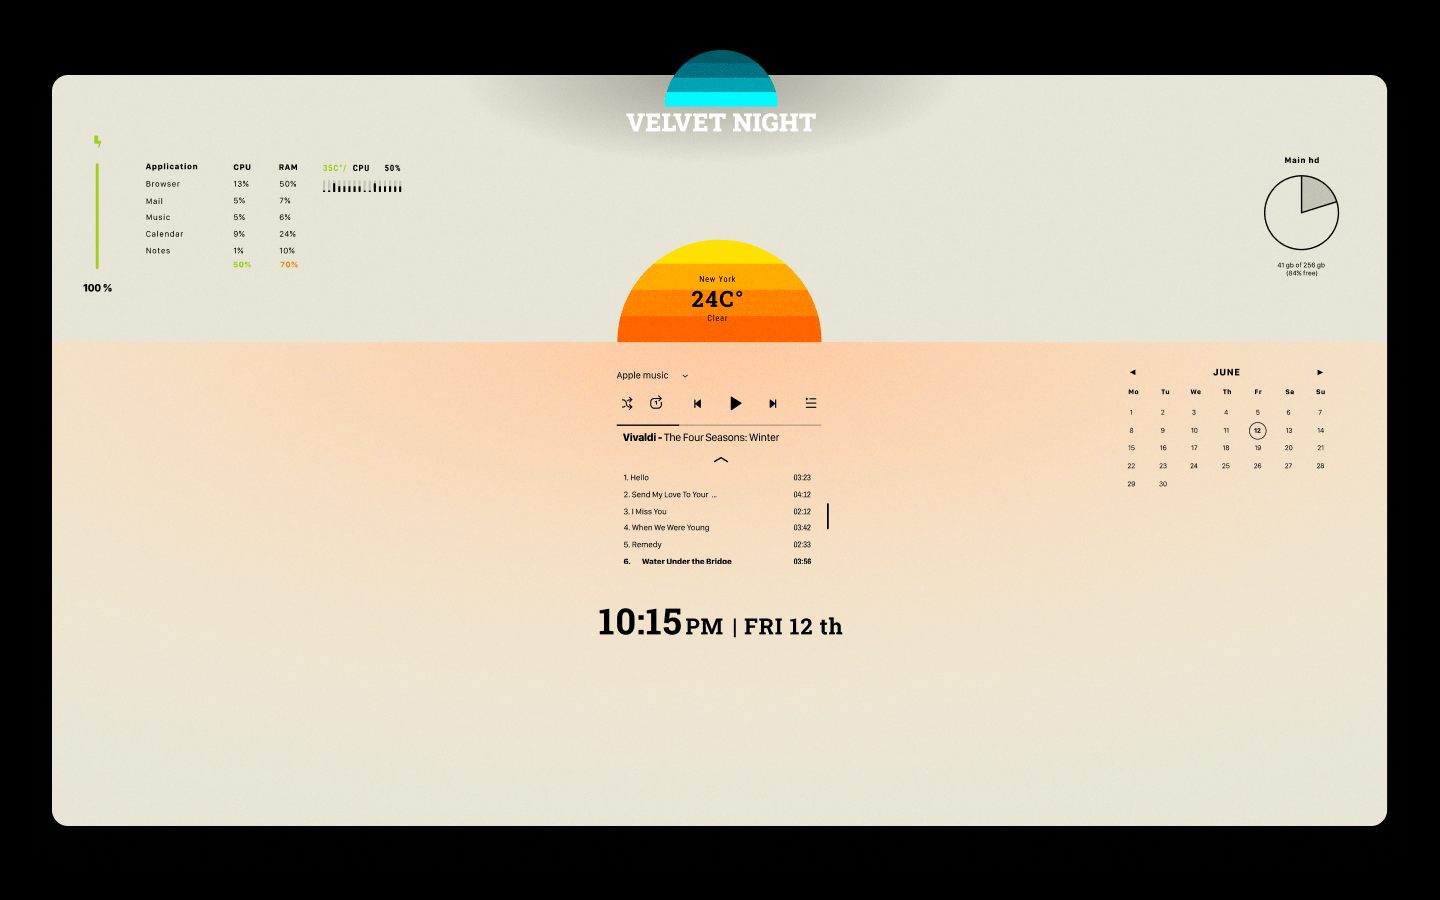 VELVET NIGHT
Application CPU RAM
Browser 13% 50%
Mail 5% 7%
Music 5% 6%
Calendar 9% 24%
Notes 1% 10%
50% 70%
100 %
35C°/ CPU 50%
Main hd
41 gb of 256 gb
(84% free)
New York
24C°
Clear
Apple music
1
Vivaldi - The Four Seasons: Winter
1. Hello 03:23
2. Send My Love To Your ... 04:12
3. I Miss You 02:12
4. When We Were Young 03:42
5. Remedy 02:33
6. Water Under the Bridge 03:56
JUNE
Mo Tu We Th Fr Sa Su
1 2 3 4 5 6 7
8 9 10 11 12 13 14
15 16 17 18 19 20 21
22 23 24 25 26 27 28
29 30
10:15 PM | FRI 12 th